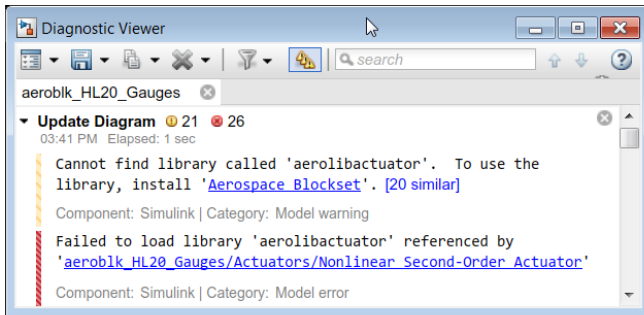 Diagnostic Viewer
search
aeroblk_HL20_Gauges
Update Diagram 21 26
03:41 PM Elapsed: 1 sec
Cannot find library called 'aerolibactuator'. To use the
library, install 'Aerospace Blockset'. [20 similar]
Component: Simulink | Category: Model warning
Failed to load library 'aerolibactuator' referenced by
'aeroblk_HL20_Gauges/Actuators/Nonlinear Second-Order Actuator'
Component: Simulink | Category: Model error